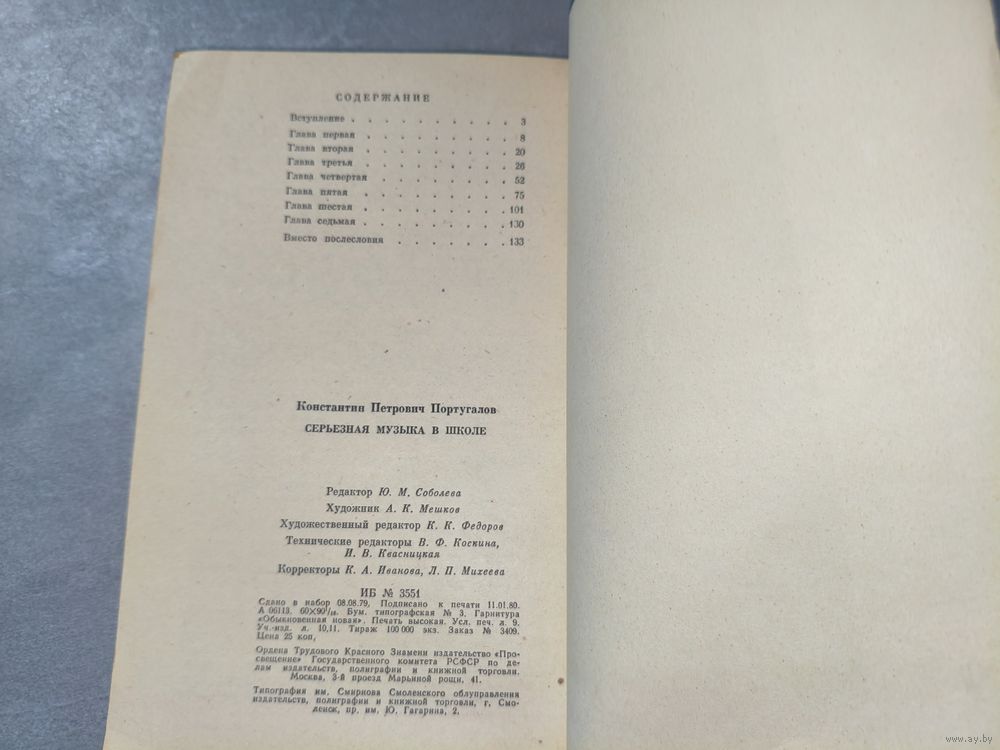 СОДЕРЖАНИЕ
Вступление . . . . . . . . . . 3
Глава первая . . . . . . . . . 8
Глава вторая . . . . . . . . . 20
Глава третья . . . . . . . . . 26
Глава четвертая . . . . . . . . 52
Глава пятая . . . . . . . . . 75
Глава шестая . . . . . . . . . 101
Глава седьмая . . . . . . . . . 130
Вместо послесловия . . . . . . . 133
Константин Петрович Португалов
СЕРЬЕЗНАЯ МУЗЫКА В ШКОЛЕ
Редактор Ю. М. Соболева
Художник А. К. Мешков
Художественный редактор К. К. Федоров
Технические редакторы В. Ф. Коскина,
И. В. Квасницкая
Корректоры К. А. Иванова, Л. П. Михеева
ИБ № 3551
Сдано в набор 08.08.79, Подписано к печати 11.01.80.
А 06113. 60×90 1/16. Бум. типографская № 3. Гарнитура
«Обыкновенная новая». Печать высокая. Усл. печ. л. 9.
Уч.-изд. л. 10,11. Тираж 100 000 экз. Заказ № 3409.
Цена 25 коп,
Ордена Трудового Красного Знамени издательство «Про-
свещение» Государственного комитета РСФСР по де-
лам издательств, полиграфии и книжной торговли.
Москва, 3-й проезд Марьиной рощи, 41.
Типография им. Смирнова Смоленского облуправления
издательств, полиграфии и книжной торговли, г. Смо-
ленск, пр. им. Ю. Гагарина, 2.
www.ay.by